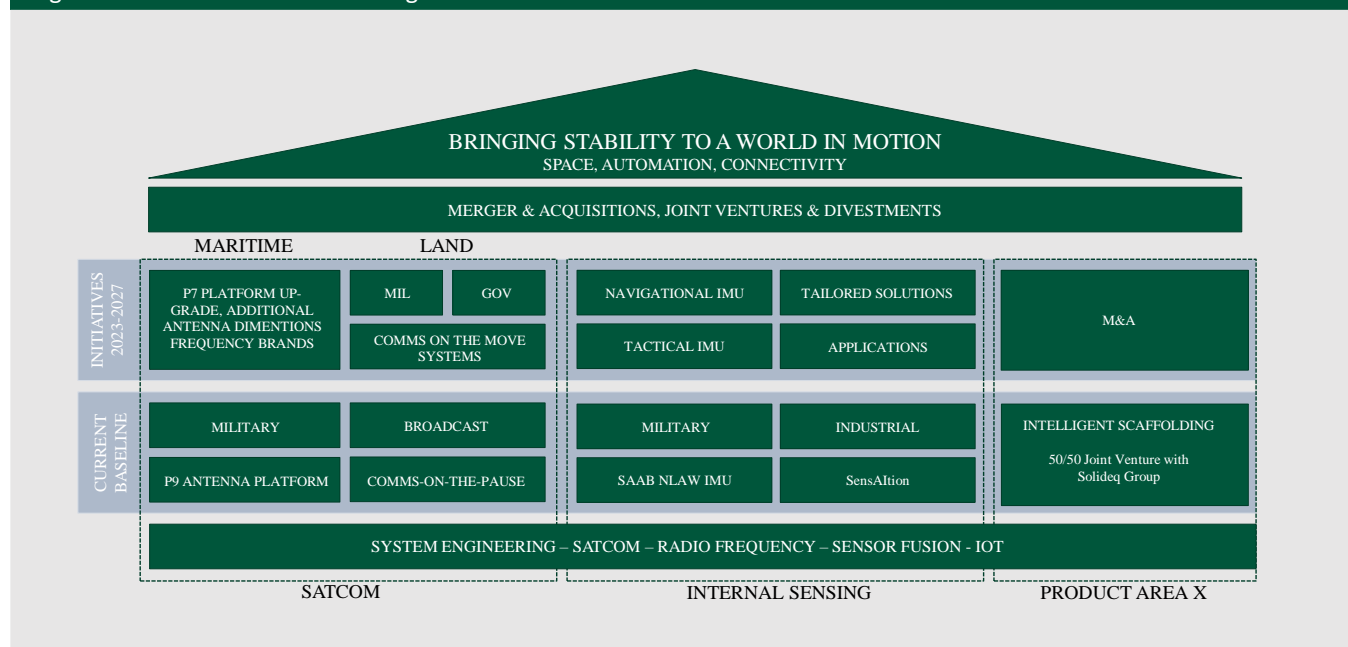 BRINGING STABILITY TO A WORLD IN MOTION
SPACE, AUTOMATION, CONNECTIVITY
MERGER & ACQUISITIONS, JOINT VENTURES & DIVESTMENTS
MARITIME
LAND
INITIATIVES
2023-2027
P7 PLATFORM UP-
GRADE, ADDITIONAL
ANTENNA DIMENTIONS
FREQUENCY BRANDS
MIL
GOV
COMMS ON THE MOVE
SYSTEMS
NAVIGATIONAL IMU
TAILORED SOLUTIONS
TACTICAL IMU
APPLICATIONS
M&A
CURRENT
BASELINE
MILITARY
BROADCAST
P9 ANTENNA PLATFORM
COMMS-ON-THE-PAUSE
MILITARY
INDUSTRIAL
SAAB NLAW IMU
SensAItion
INTELLIGENT SCAFFOLDING
50/50 Joint Venture with
Solideq Group
SYSTEM ENGINEERING – SATCOM – RADIO FREQUENCY – SENSOR FUSION - IOT
SATCOM
INTERNAL SENSING
PRODUCT AREA X